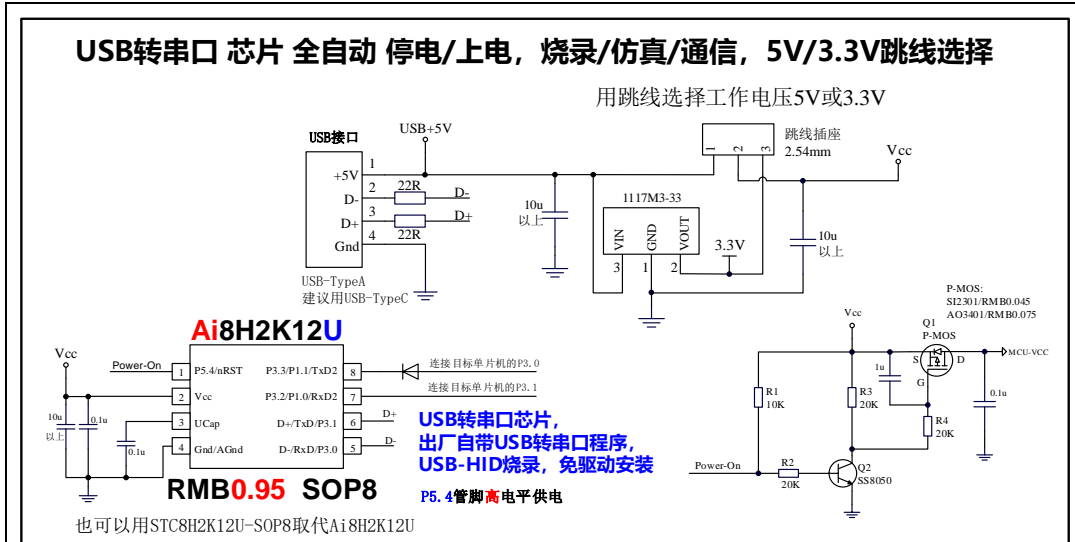 USB转串口 芯片 全自动 停电/上电，烧录/仿真/通信，5V/3.3V跳线选择
用跳线选择工作电压5V或3.3V
USB接口
USB+5V
跳线插座
2.54mm
Vcc
1 2 3
+5V 1
D- 2 22R D-
D+ 3 22R D+
Gnd 4
10u
以上
1117M3-33
VIN GND VOUT
3 1 2
3.3V
10u
以上
USB-TypeA
建议用USB-TypeC
P-MOS:
SI2301/RMB0.045
AO3401/RMB0.075
Ai8H2K12U
Vcc
Power-On 1 P5.4/nRST P3.3/P1.1/TxD2 8 连接目标单片机的P3.0
2 Vcc P3.2/P1.0/RxD2 7 连接目标单片机的P3.1
3 UCap D+/TxD/P3.1 6 D+
4 Gnd/AGnd D-/RxD/P3.0 5 D-
10u
以上
0.1u
0.1u
RMB0.95 SOP8
也可以用STC8H2K12U-SOP8取代Ai8H2K12U
USB转串口芯片，
出厂自带USB转串口程序，
USB-HID烧录，免驱动安装
P5.4管脚高电平供电
Vcc
Q1
P-MOS
S D
G
MCU-VCC
1u
0.1u
R1
10K
R3
20K
R4
20K
Power-On
R2
20K
Q2
SS8050